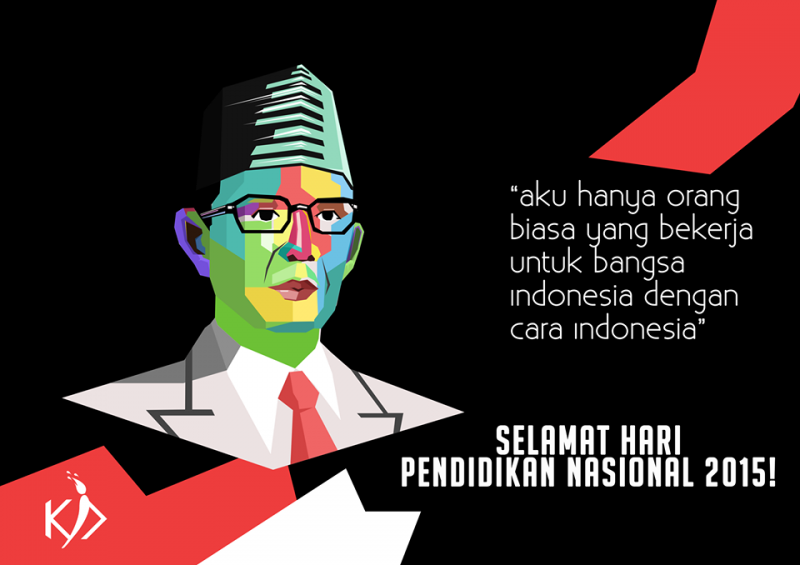 “aku hanya orang
biasa yang bekerja
untuk bangsa
indonesia dengan
cara indonesia”
SELAMAT HARI
PENDIDIKAN NASIONAL 2015!